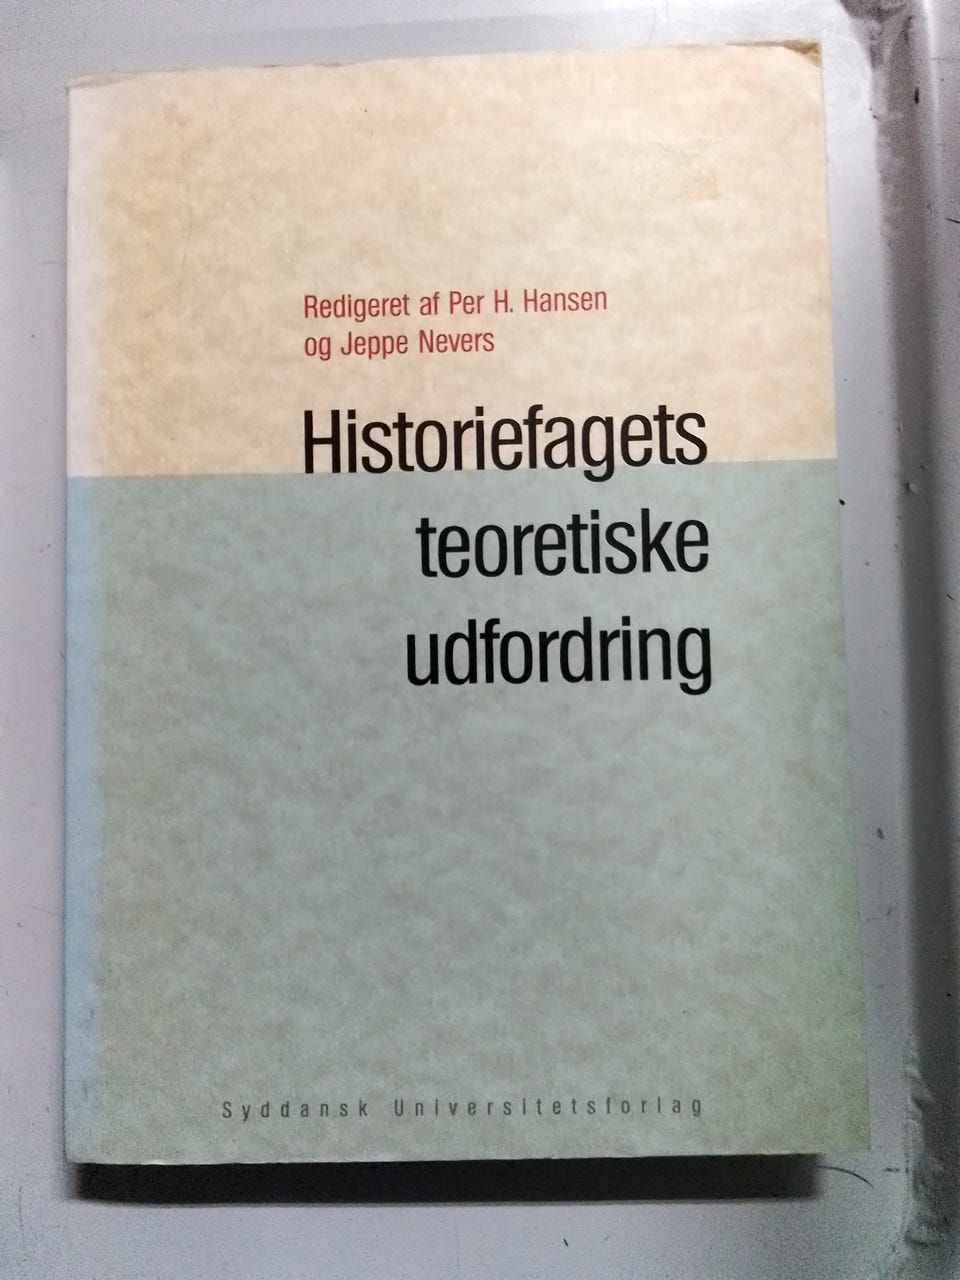 Redigeret af Per H. Hansen
og Jeppe Nevers
Historiefagets
teoretiske
udfordring
Syddansk Universitetsforlag